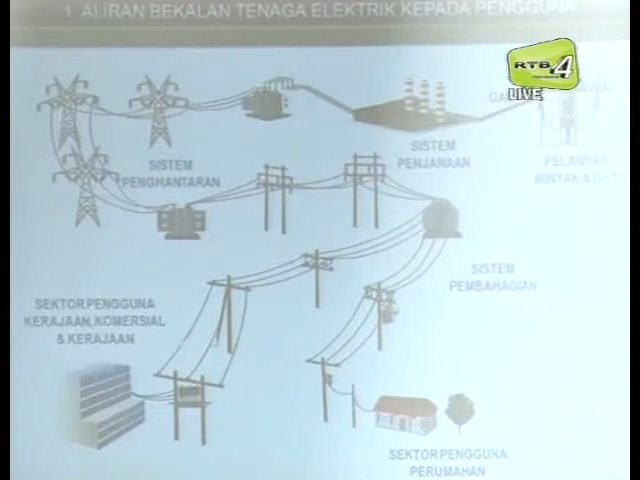 1. ALIRAN BEKALAN TENAGA ELEKTRIK KEPADA PENGGUNA
RTB 4
LIVE
SISTEM
PENJANAAN
PELANTAR
MINYAK &
SISTEM
PENGHANTARAN
SISTEM
PEMBAHAGIAN
SEKTOR PENGGUNA
KERAJAAN, KOMERSIAL
& KERAJAAN
SEKTOR PENGGUNA
PERUMAHAN